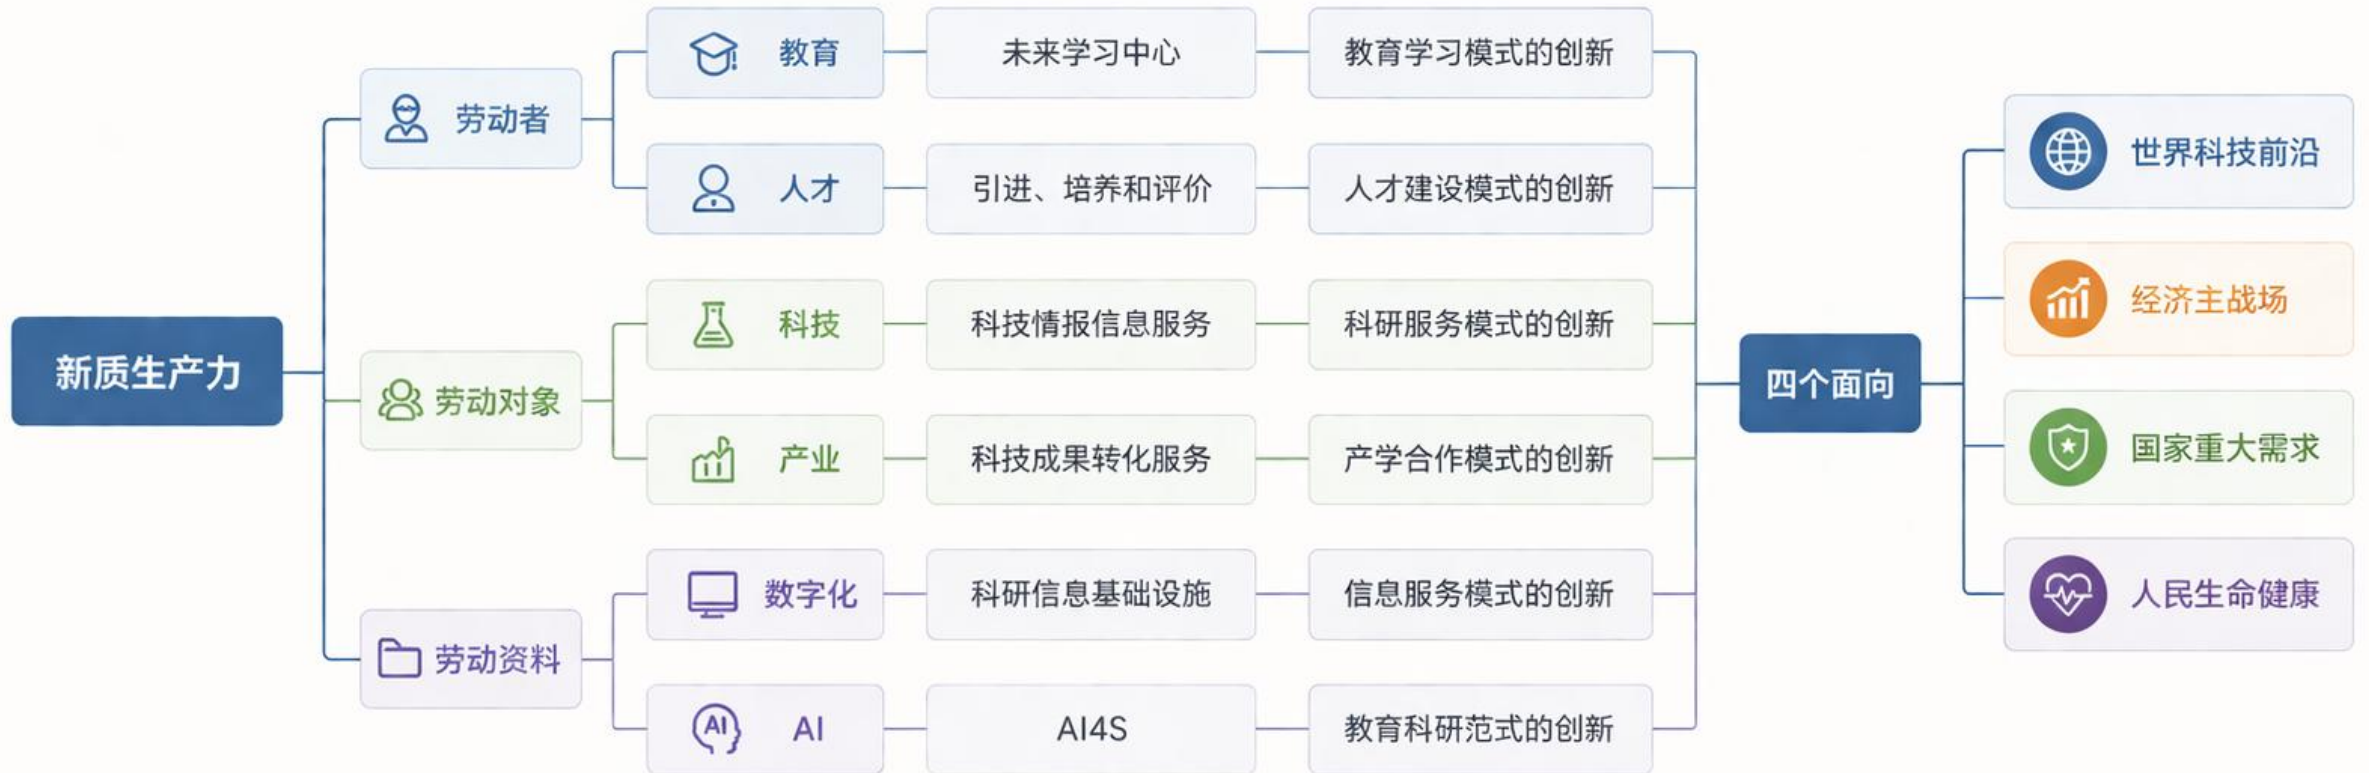 新质生产力
劳动者
教育
未来学习中心
教育学习模式的创新
人才
引进、培养和评价
人才建设模式的创新
劳动对象
科技
科技情报信息服务
科研服务模式的创新
产业
科技成果转化服务
产学合作模式的创新
劳动资料
数字化
科研信息基础设施
信息服务模式的创新
AI
AI
AI4S
教育科研范式的创新
四个面向
世界科技前沿
经济主战场
国家重大需求
人民生命健康